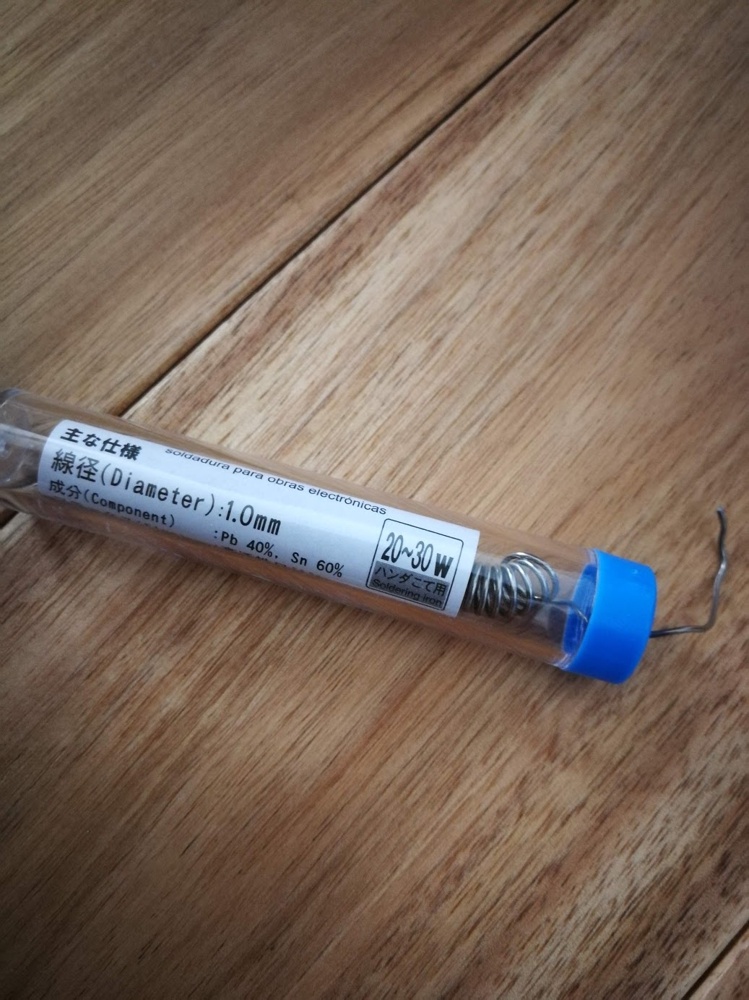 主な仕様
soldadura para obras electrónicas
線径(Diameter):1.0mm
成分(Component)
:Pb 40%. Sn 60%
20~30W
ハンダこて用
Soldering iron